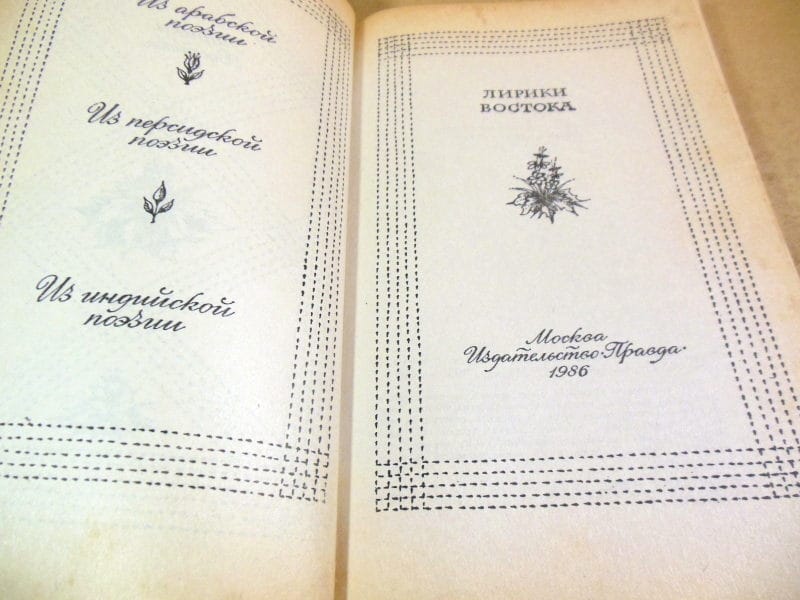 Из арабской
поэзии
Из персидской
поэзии
Из индийской
поэзии
ЛИРИКИ
ВОСТОКА
Москва
Издательство·Правда·
1986